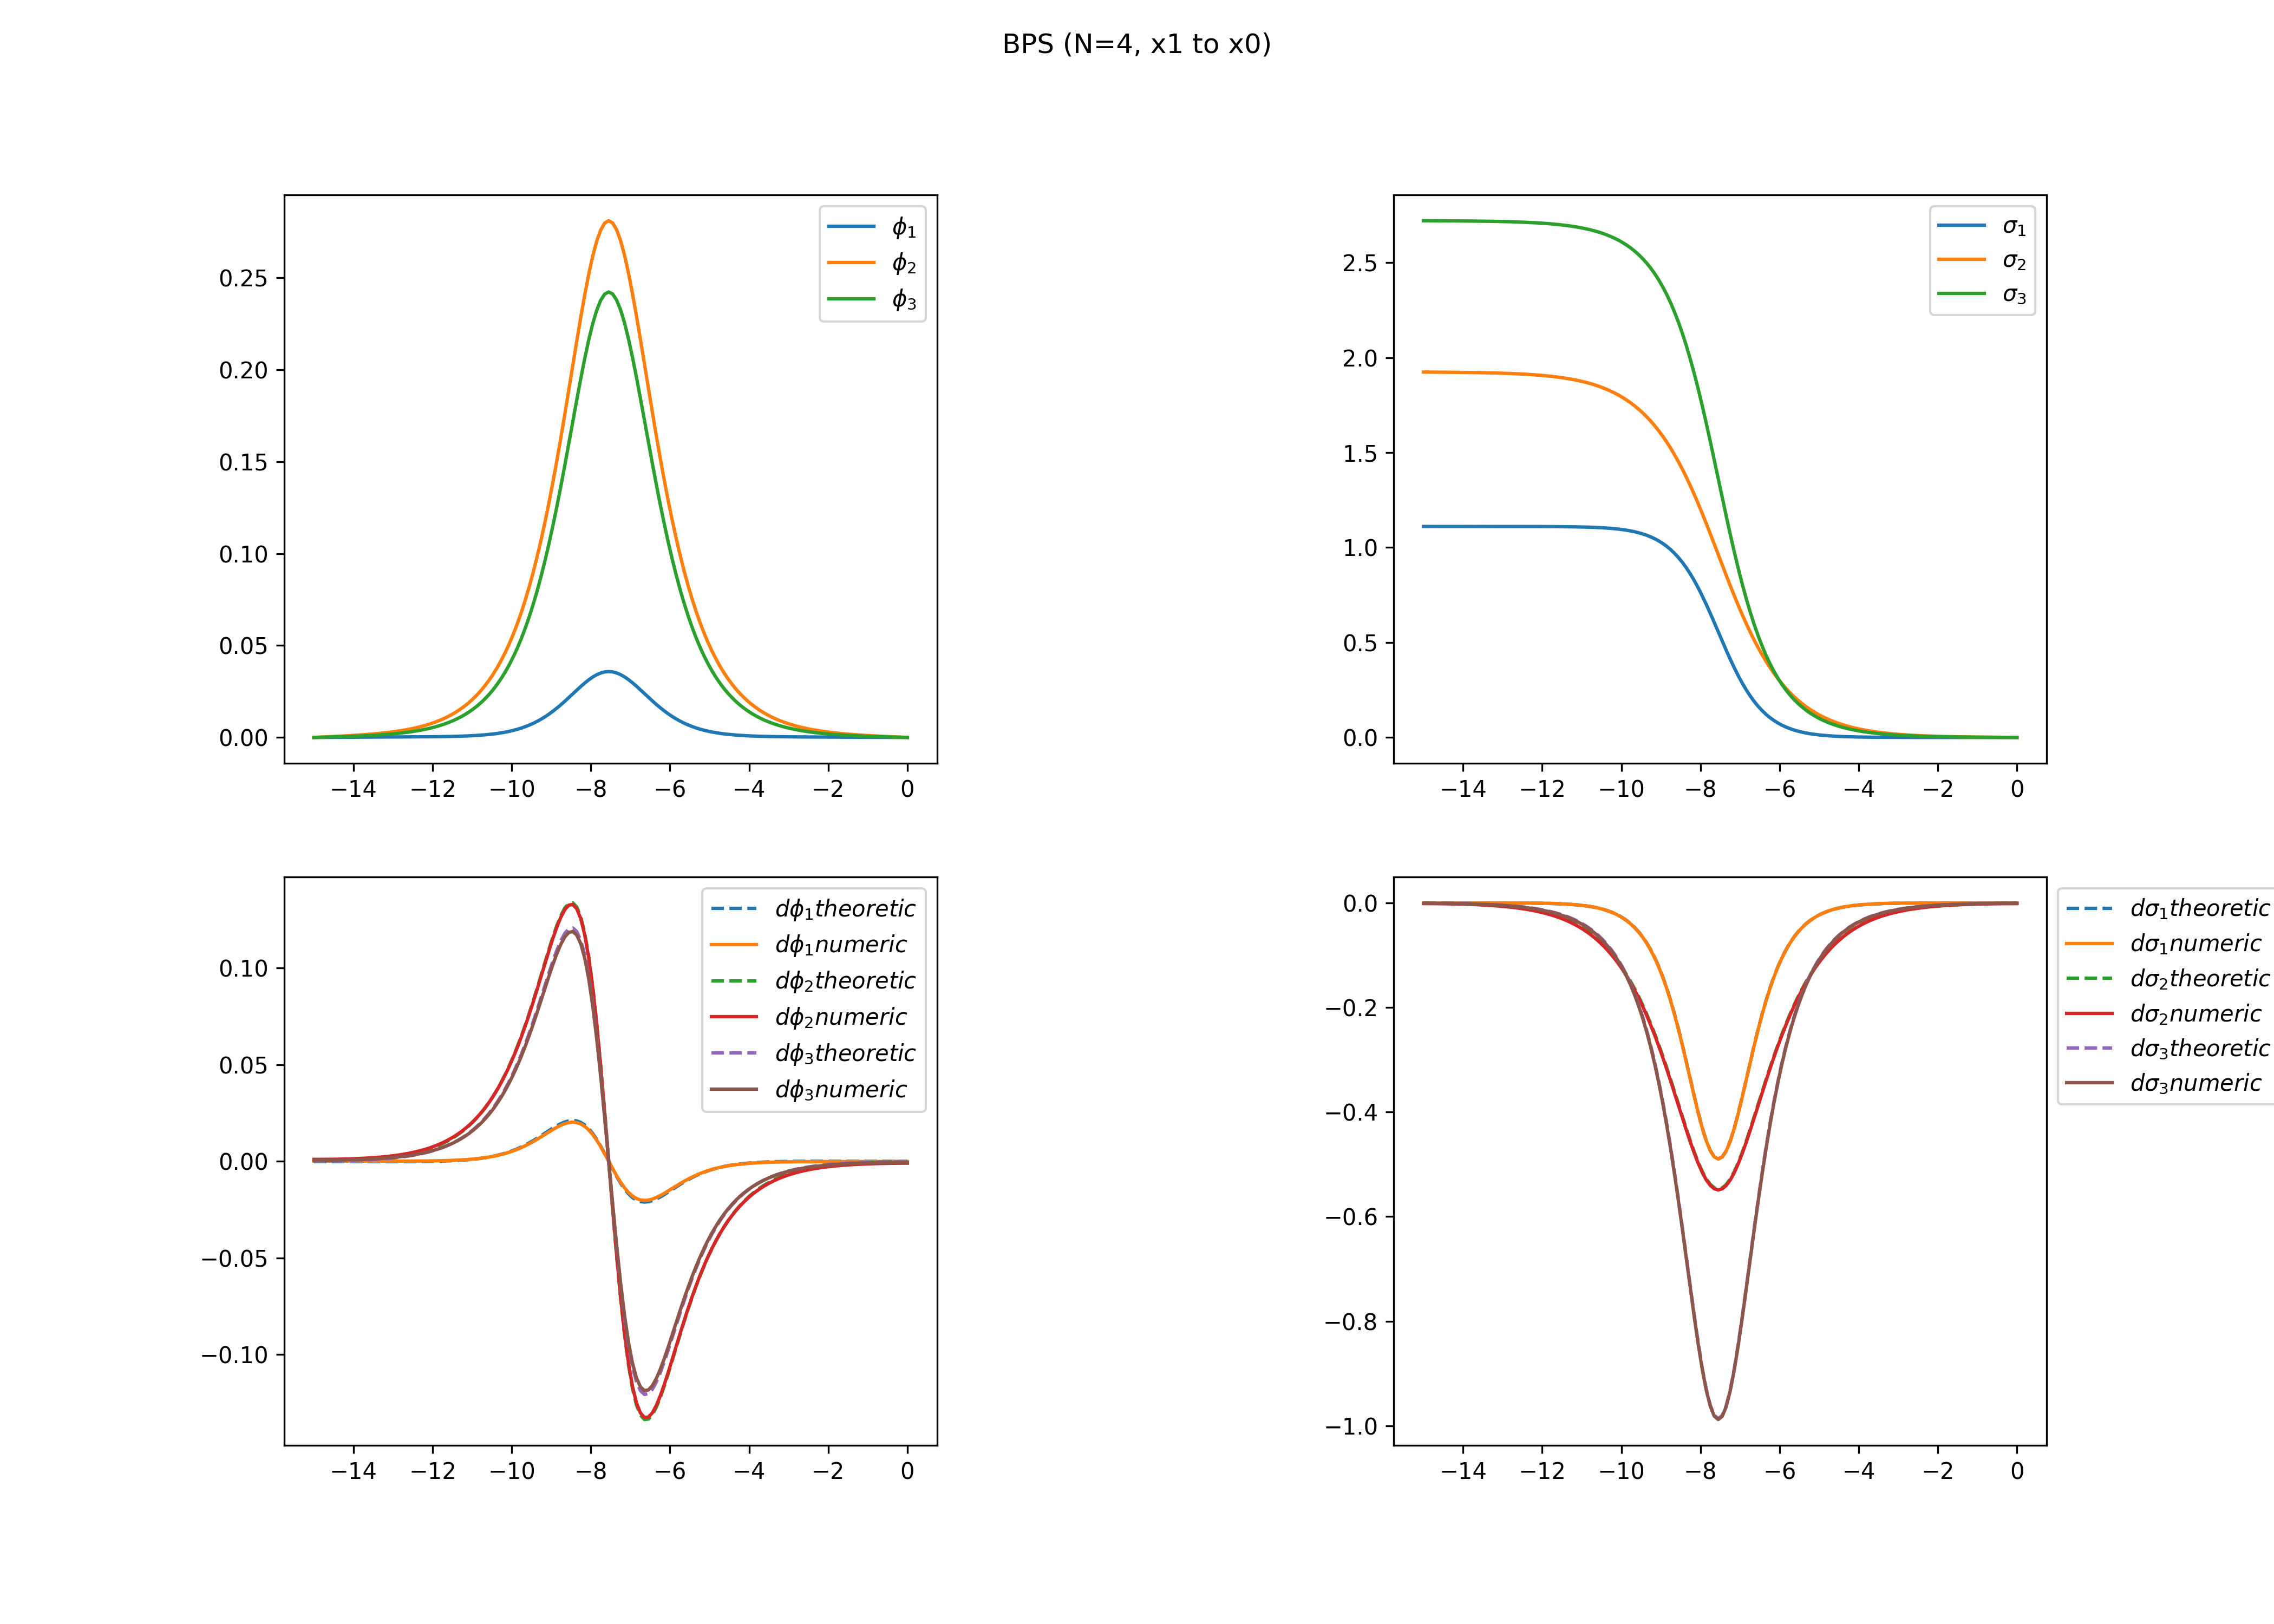 BPS (N=4, x1 to x0)
ϕ₁
ϕ₂
ϕ₃
0.25
0.20
0.15
0.10
0.05
0.00
−14 −12 −10 −8 −6 −4 −2 0
σ₁
σ₂
σ₃
2.5
2.0
1.5
1.0
0.5
0.0
−14 −12 −10 −8 −6 −4 −2 0
dϕ₁theoretic
dϕ₁numeric
dϕ₂theoretic
dϕ₂numeric
dϕ₃theoretic
dϕ₃numeric
0.10
0.05
0.00
−0.05
−0.10
−14 −12 −10 −8 −6 −4 −2 0
dσ₁theoretic
dσ₁numeric
dσ₂theoretic
dσ₂numeric
dσ₃theoretic
dσ₃numeric
0.0
−0.2
−0.4
−0.6
−0.8
−1.0
−14 −12 −10 −8 −6 −4 −2 0